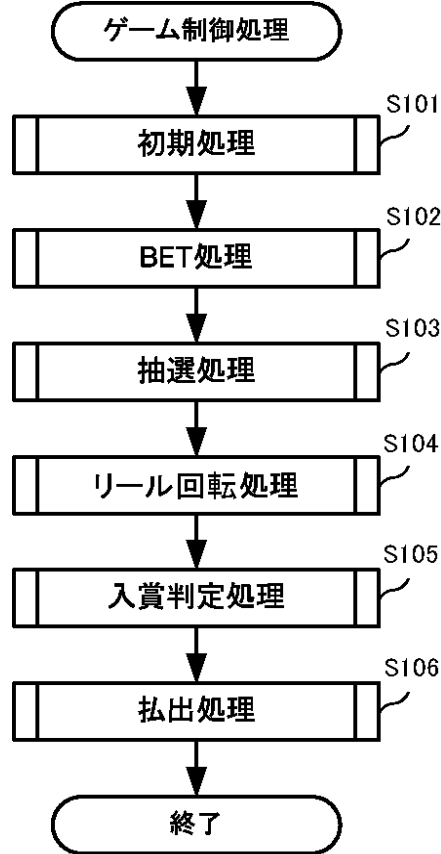 ゲーム制御処理
S101
初期処理
S102
BET処理
S103
抽選処理
S104
リール回転処理
S105
入賞判定処理
S106
払出処理
終了